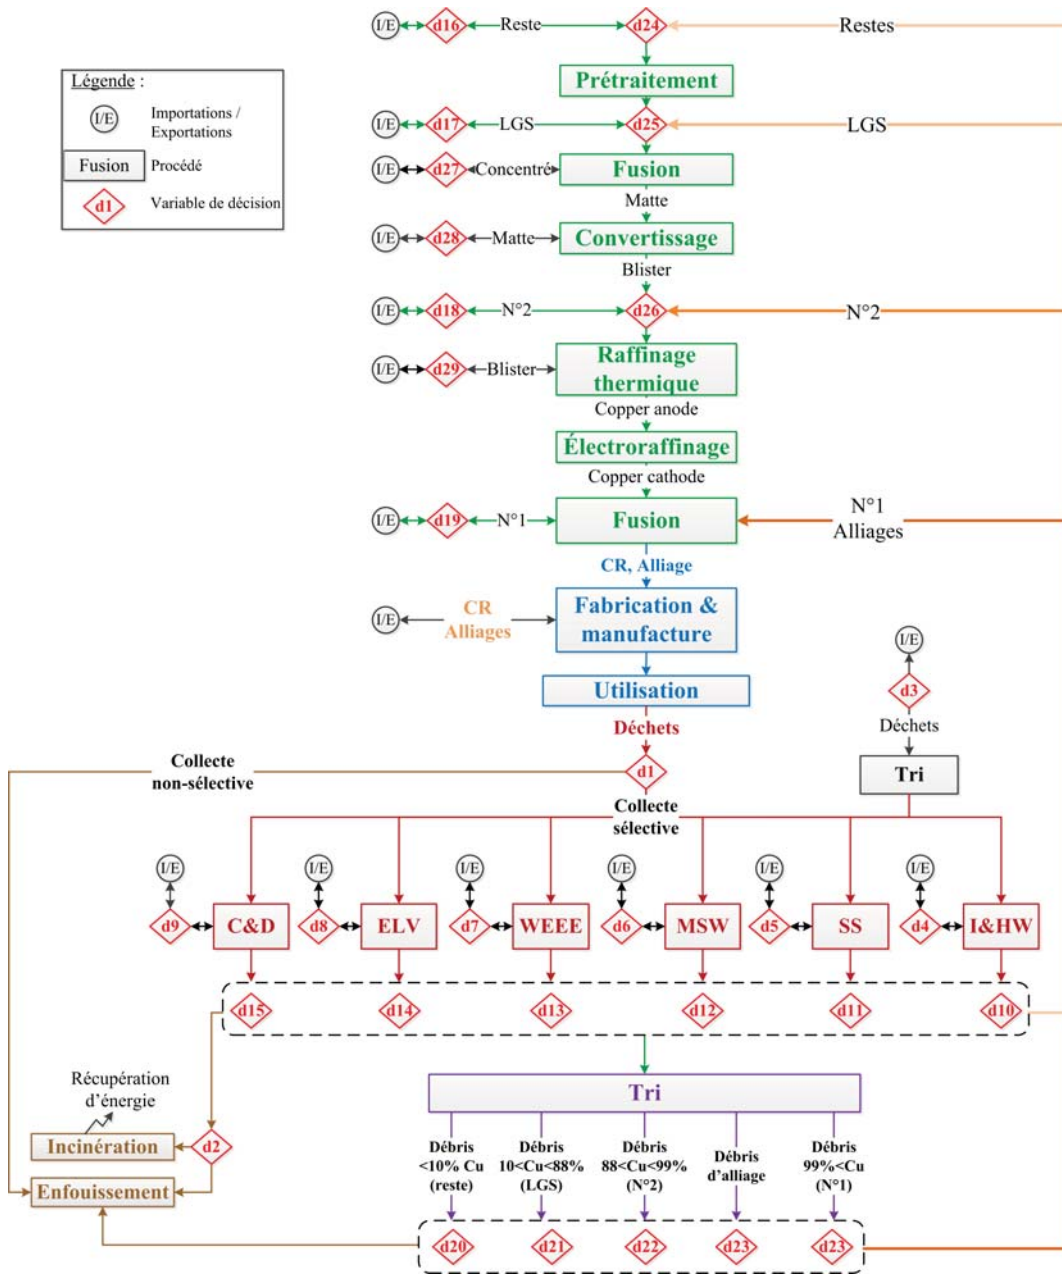 I/E
d16
Reste
d24
Restes
Légende :
I/E
Importations /
Exportations
Fusion
Procédé
d1
Variable de décision
Prétraitement
I/E
d17
LGS
d25
LGS
I/E
d27
Concentré
Fusion
Matte
I/E
d28
Matte
Convertissage
Blister
I/E
d18
N°2
d26
N°2
I/E
d29
Blister
Raffinage
thermique
Copper anode
Électroraffinage
Copper cathode
I/E
d19
N°1
Fusion
N°1
Alliages
CR, Alliage
I/E
CR
Alliages
Fabrication &
manufacture
Utilisation
I/E
d3
Déchets
Tri
Déchets
d1
Collecte
non-sélective
Collecte
sélective
I/E
I/E
I/E
I/E
I/E
I/E
d9
C&D
d8
ELV
d7
WEEE
d6
MSW
d5
SS
d4
I&HW
d15
d14
d13
d12
d11
d10
Récupération
d'énergie
Incinération
d2
Enfouissement
Tri
Débris
<10% Cu
(reste)
Débris
10<Cu<88%
(LGS)
Débris
88<Cu<99%
(N°2)
Débris
d'alliage
Débris
99%<Cu
(N°1)
d20
d21
d22
d23
d23